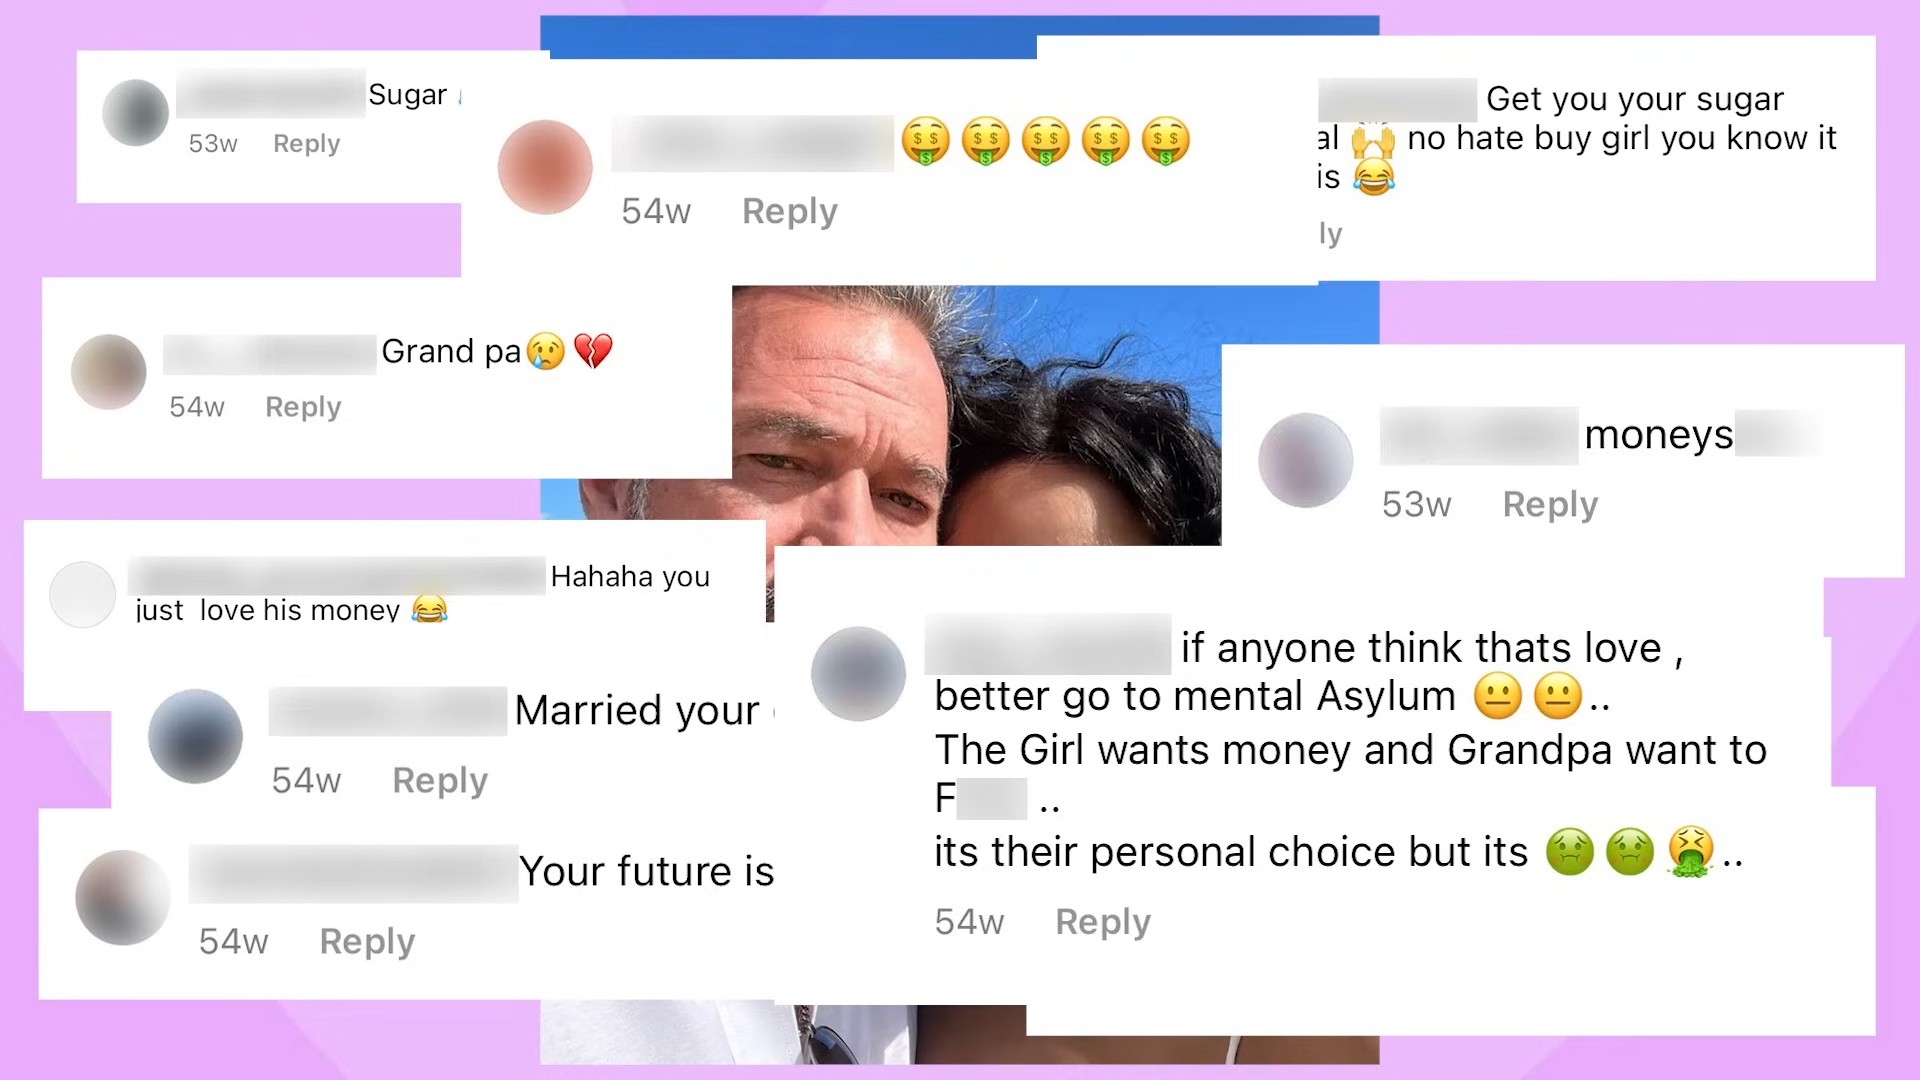 Sugar
53w Reply
🤑🤑🤑🤑🤑
54w Reply
Get you your sugar
al 🙌 no hate buy girl you know it
is 😂
ly
Grand pa😢💔
54w Reply
moneys
53w Reply
Hahaha you
just love his money 😂
Married your
54w Reply
Your future is
54w Reply
if anyone think thats love ,
better go to mental Asylum 😐😐..
The Girl wants money and Grandpa want to
F ..
its their personal choice but its 🤢🤢🤮..
54w Reply